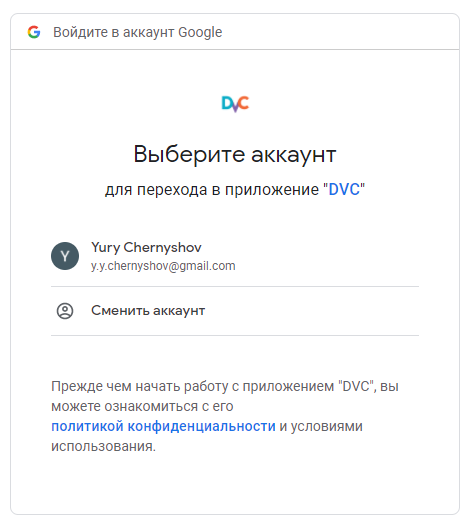 Войдите в аккаунт Google
DVC
Выберите аккаунт
для перехода в приложение "DVC"
Y
Yury Chernyshov
y.y.chernyshov@gmail.com
Сменить аккаунт
Прежде чем начать работу с приложением "DVC", вы
можете ознакомиться с его
политикой конфиденциальности и условиями
использования.